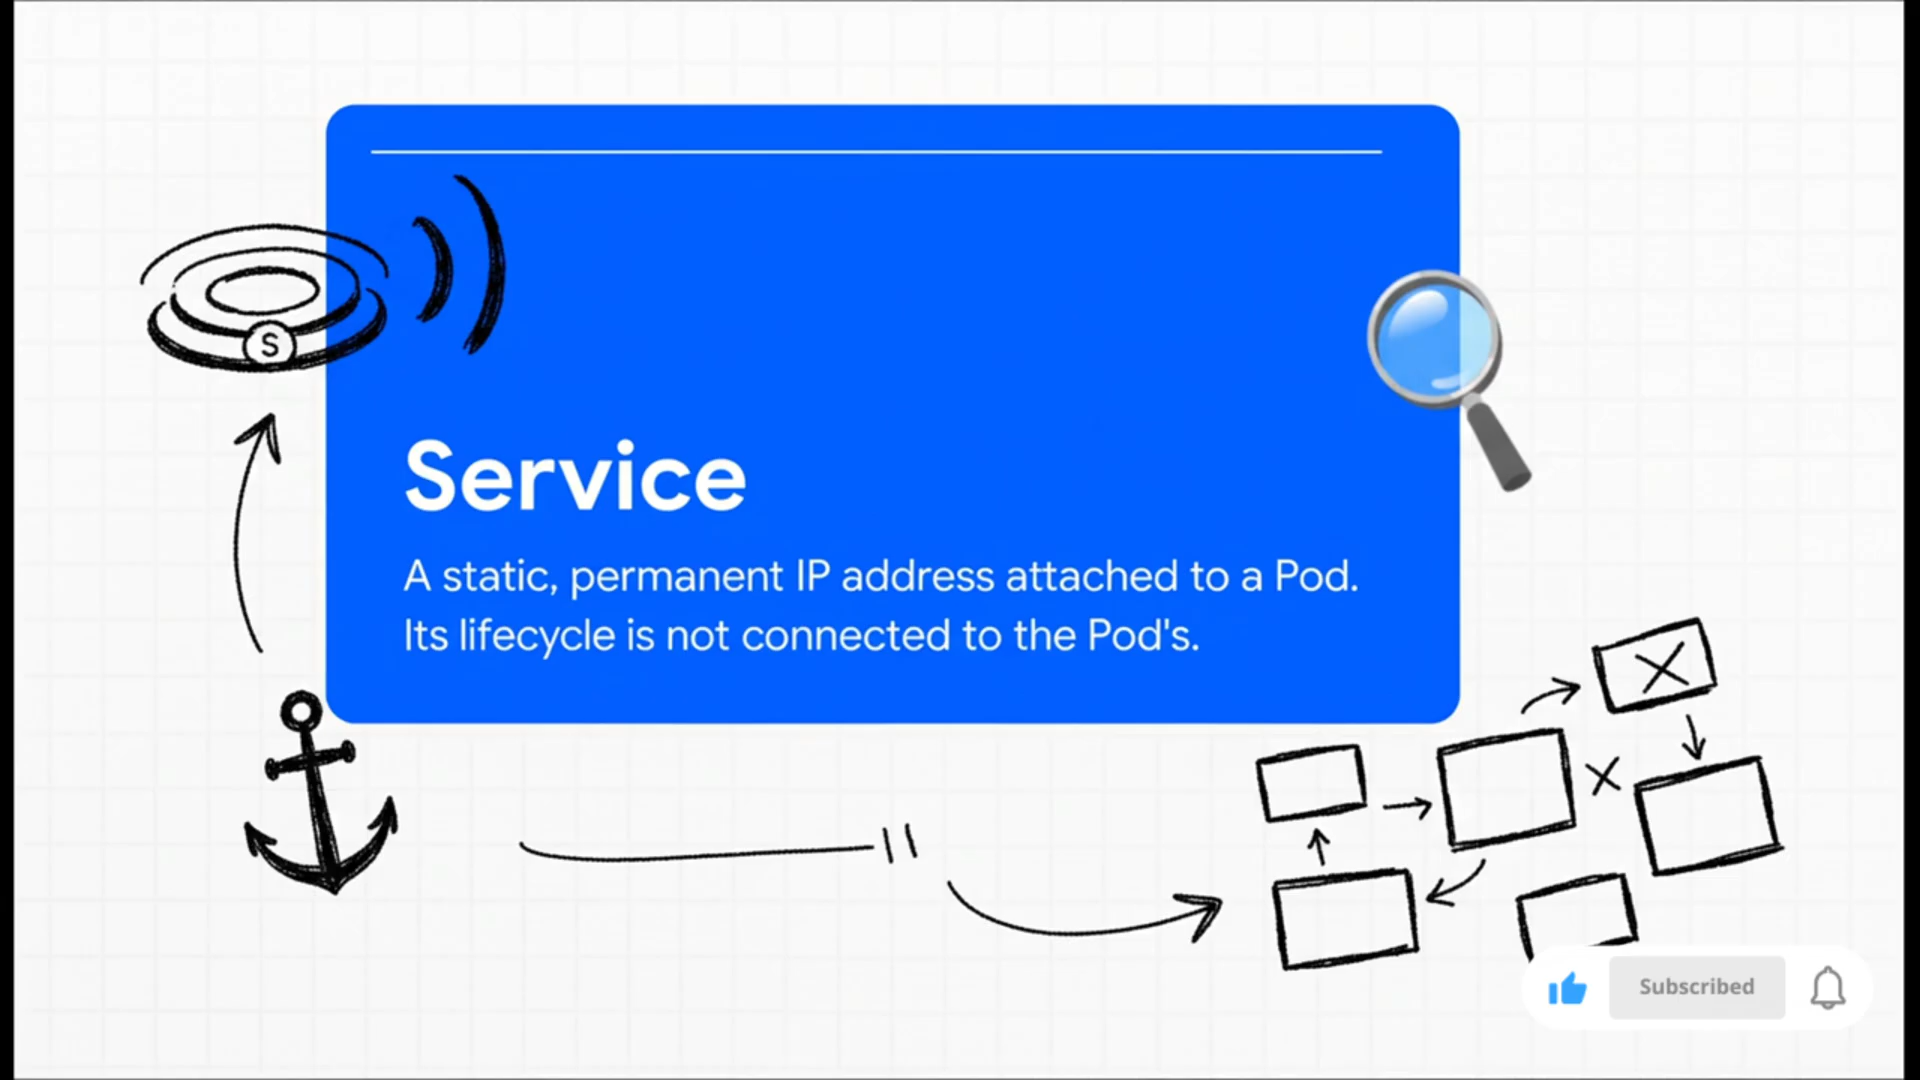 S
Service
A static, permanent IP address attached to a Pod.
Its lifecycle is not connected to the Pod's.
Subscribed